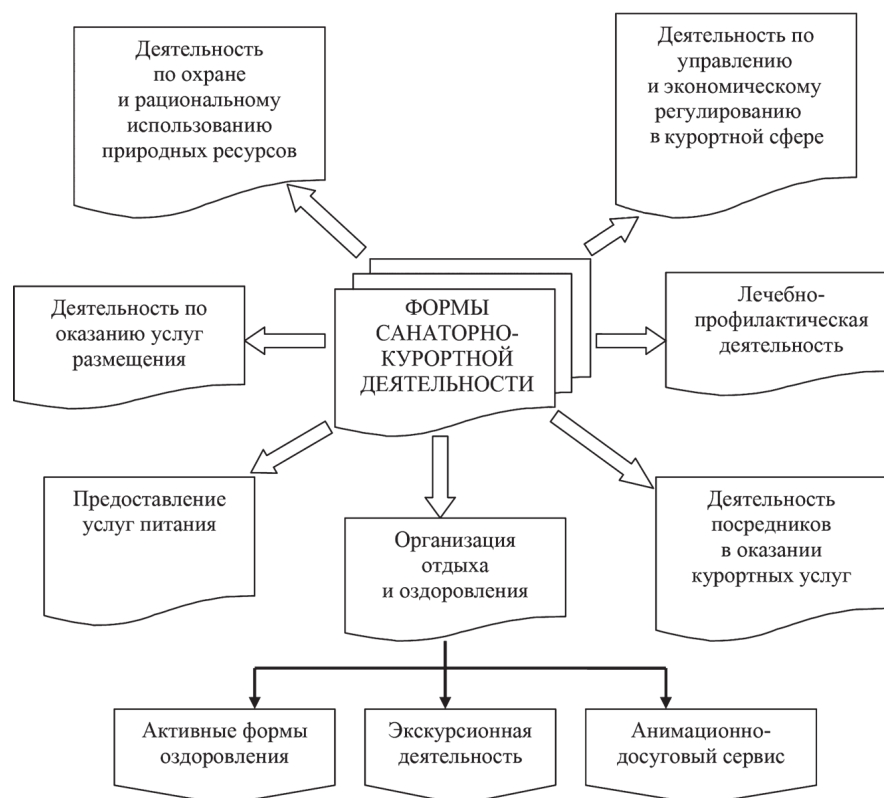 Деятельность
по охране
и рациональному
использованию
природных ресурсов
Деятельность по
управлению
и экономическому
регулированию
в курортной сфере
Деятельность по
оказанию услуг
размещения
ФОРМЫ
САНАТОРНО-
КУРОРТНОЙ
ДЕЯТЕЛЬНОСТИ
Лечебно-
профилактическая
деятельность
Предоставление
услуг питания
Организация
отдыха
и оздоровления
Деятельность
посредников
в оказании
курортных услуг
Активные формы
оздоровления
Экскурсионная
деятельность
Анимационно-
досуговый сервис